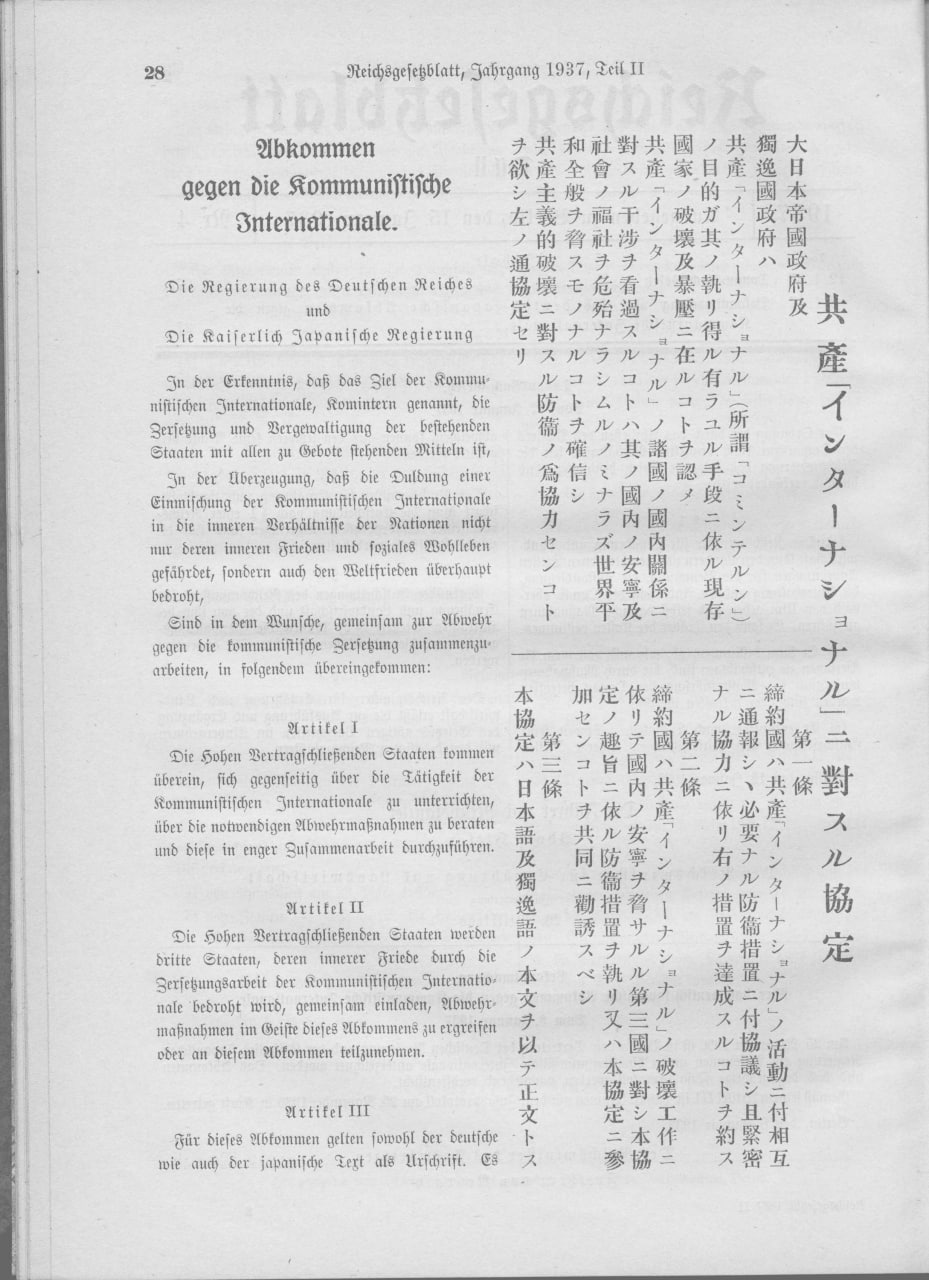 28
Reichsgesetzblatt, Jahrgang 1937, Teil II
Abkommen
gegen die Kommunistische
Internationale.
Die Regierung des Deutschen Reiches
und
Die Kaiserlich Japanische Regierung
In der Erkenntnis, daß das Ziel der Kommu-
nistischen Internationale, Komintern genannt, die
Zersetzung und Vergewaltigung der bestehenden
Staaten mit allen zu Gebote stehenden Mitteln ist,
In der Überzeugung, daß die Duldung einer
Einmischung der Kommunistischen Internationale
in die inneren Verhältnisse der Nationen nicht
nur deren inneren Frieden und soziales Wohlleben
gefährdet, sondern auch den Weltfrieden überhaupt
bedroht,
Sind in dem Wunsche, gemeinsam zur Abwehr
gegen die kommunistische Zersetzung zusammenzu-
arbeiten, in folgendem übereingekommen:
Artikel I
Die Hohen Vertragschließenden Staaten kommen
überein, sich gegenseitig über die Tätigkeit der
Kommunistischen Internationale zu unterrichten,
über die notwendigen Abwehrmaßnahmen zu beraten
und diese in enger Zusammenarbeit durchzuführen.
Artikel II
Die Hohen Vertragschließenden Staaten werden
dritte Staaten, deren innerer Friede durch die
Zersetzungsarbeit der Kommunistischen Internatio-
nale bedroht wird, gemeinsam einladen, Abwehr-
maßnahmen im Geiste dieses Abkommens zu ergreifen
oder an diesem Abkommen teilzunehmen.
Artikel III
Für dieses Abkommen gelten sowohl der deutsche
wie auch der japanische Text als Urschrift. Es
共產「インターナショナル」ニ對スル協定
大日本帝國政府及
獨逸國政府ハ
共產「インターナショナル」(所謂「コミンテルン」)
ノ目的ガ其ノ執リ得ル有ラユル手段ニ依ル現存
國家ノ破壞及暴壓ニ在ルコトヲ認メ
共產「インターナショナル」ノ諸國ノ國內關係ニ
對スル干涉ヲ看過スルコトハ其ノ國內ノ安寧及
社會ノ福祉ヲ危殆ナラシムルノミナラズ世界平
和全般ヲ脅スモノナルコトヲ確信シ
共產主義的破壞ニ對スル防衞ノ爲協力センコト
ヲ欲シ左ノ通協定セリ
第一條
締約國ハ共產「インターナショナル」ノ活動ニ付相互
ニ通報シヽ必要ナル防衞措置ニ付協議シ且緊密
ナル協力ニ依リ右ノ措置ヲ達成スルコトヲ約ス
第二條
締約國ハ共產「インターナショナル」ノ破壞工作ニ
依リテ國內ノ安寧ヲ脅サルル第三國ニ對シ本協
定ノ趣旨ニ依ル防衞措置ヲ執リ又ハ本協定ニ參
加センコトヲ共同ニ勸誘スベシ
第三條
本協定ハ日本語及獨逸語ノ本文ヲ以テ正文トス